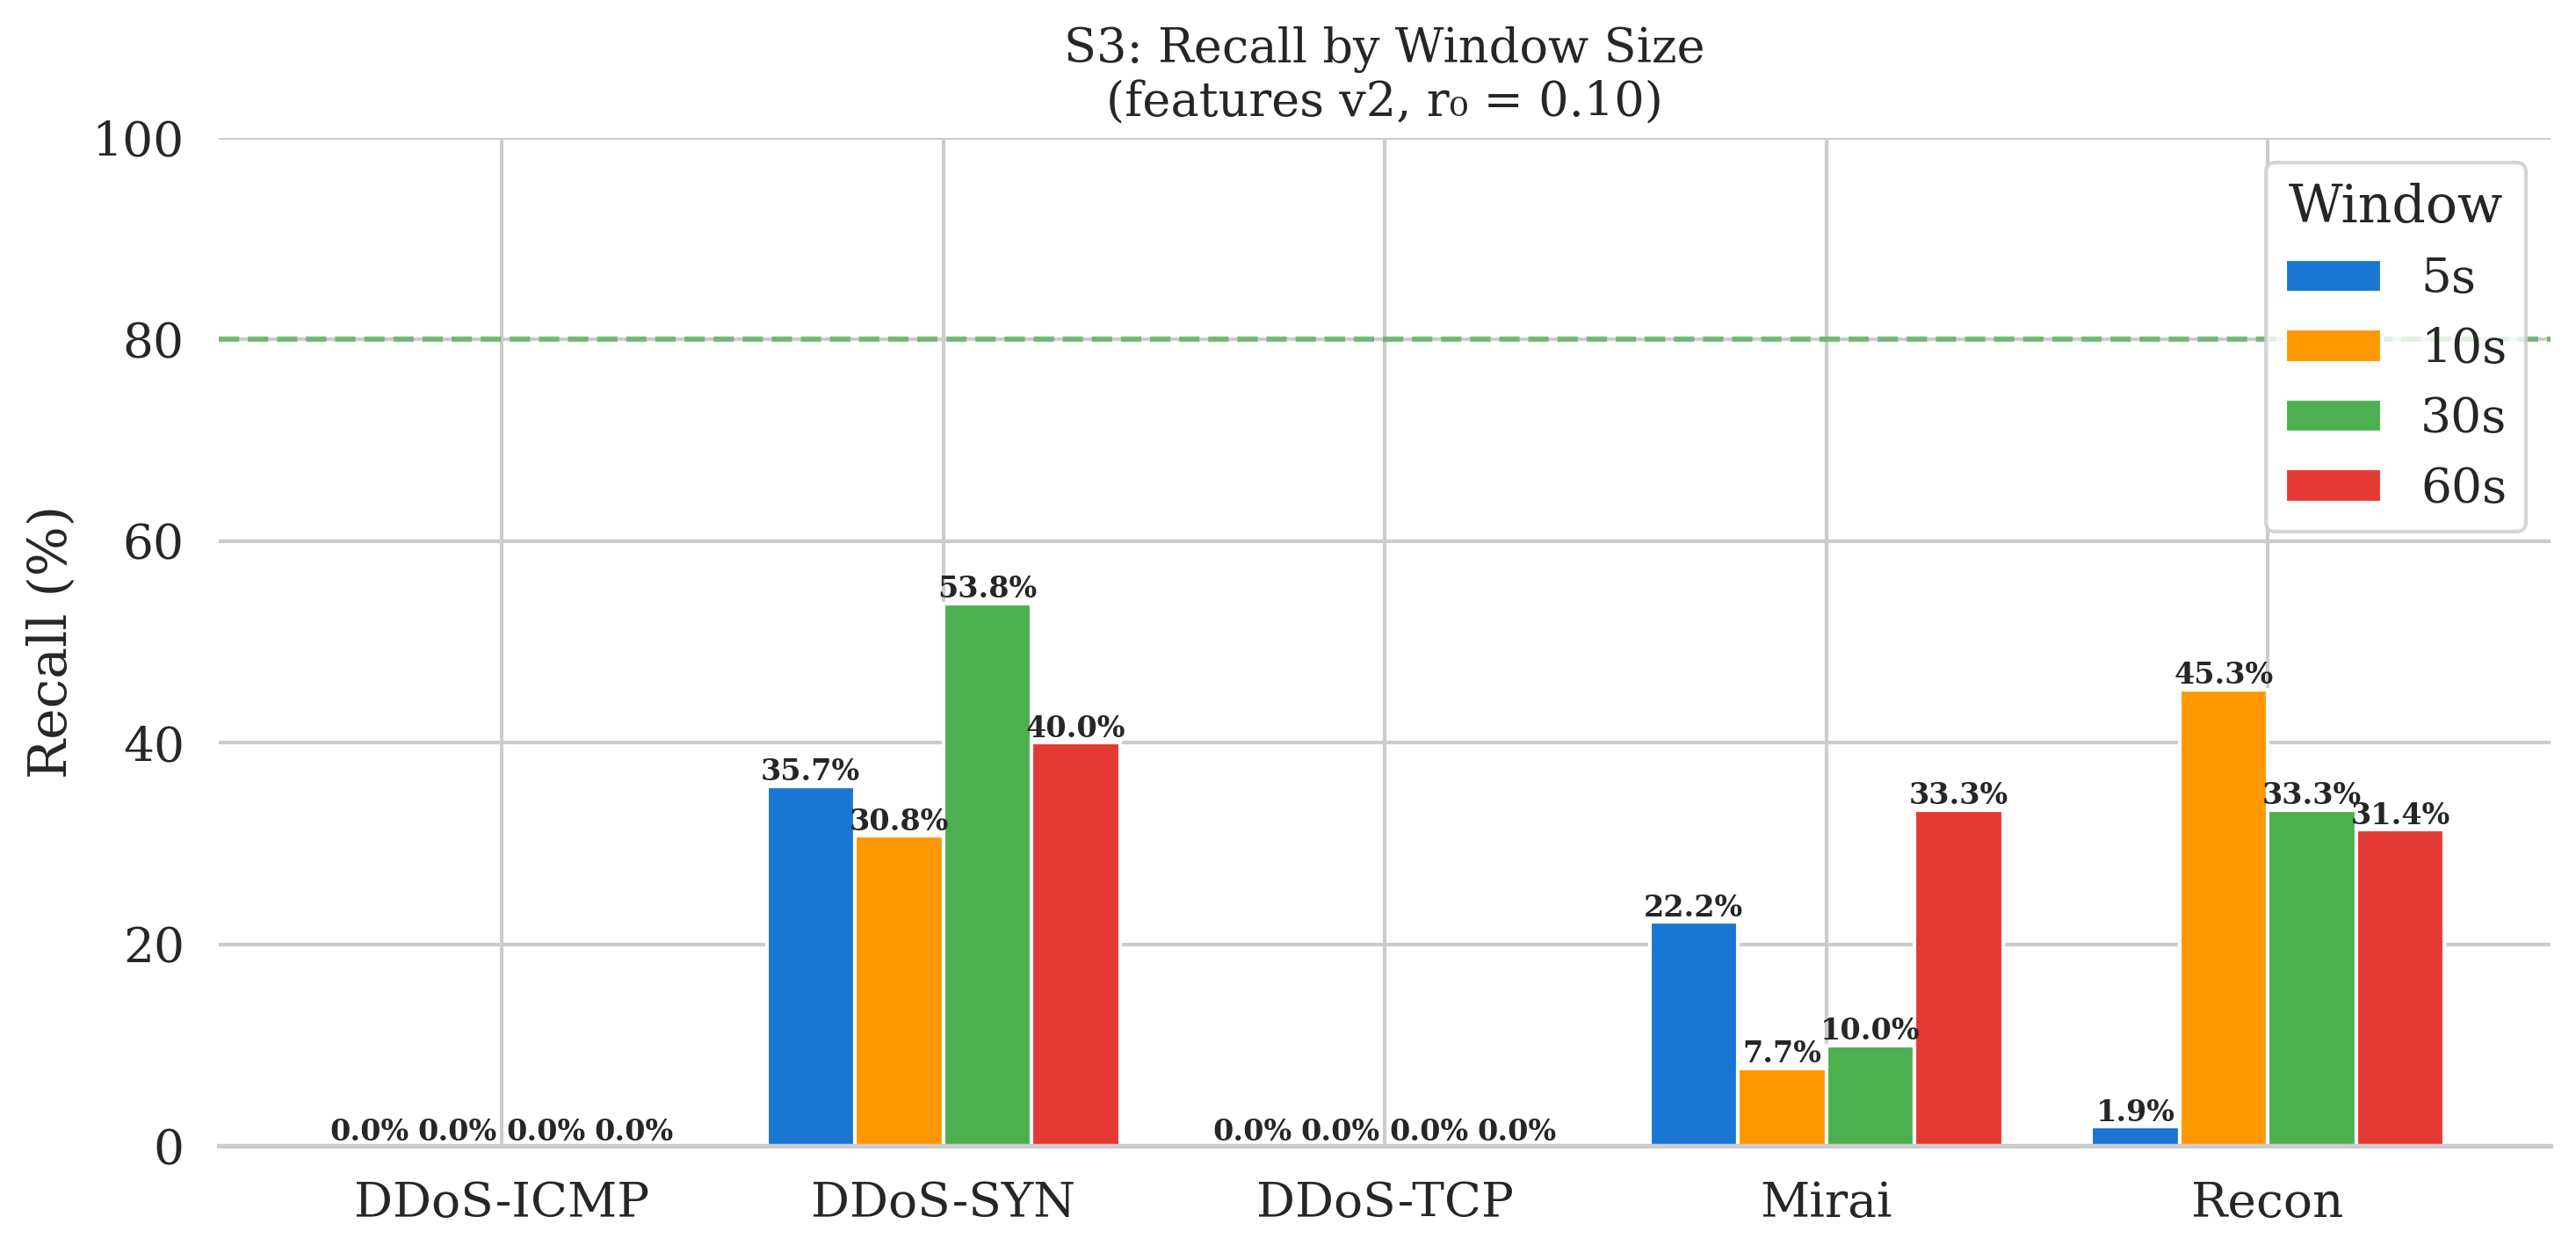 S3: Recall by Window Size
(features v2, r₀ = 0.10)
Recall (%)
100
80
60
40
20
0
Window
5s
10s
30s
60s
0.0% 0.0% 0.0% 0.0%
35.7% 30.8% 53.8% 40.0%
0.0% 0.0% 0.0% 0.0%
22.2% 7.7% 10.0% 33.3%
1.9% 45.3% 33.3% 31.4%
DDoS-ICMP DDoS-SYN DDoS-TCP Mirai Recon